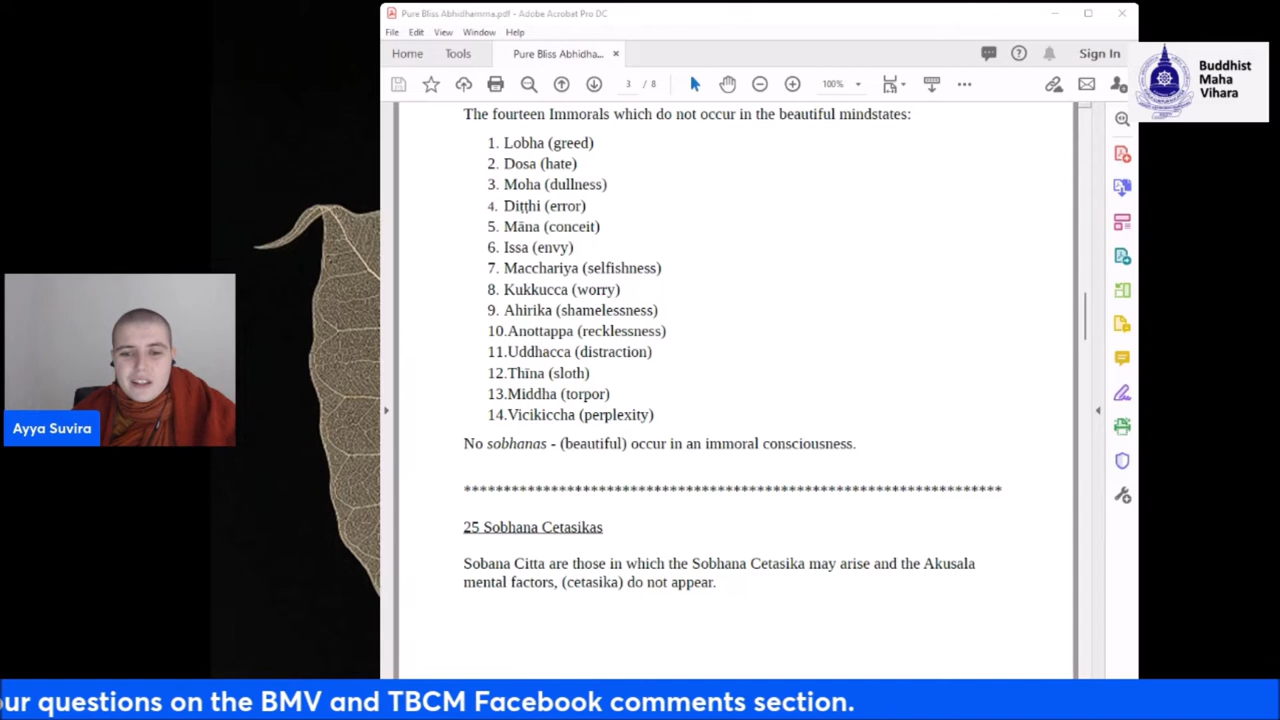 Pure Bliss Abhidhamma.pdf - Adobe Acrobat Pro DC
File Edit View Window Help
Home Tools Pure Bliss Abhidha... × Sign In
3 / 8 100%
Buddhist
Maha
Vihara
The fourteen Immorals which do not occur in the beautiful mindstates:
1. Lobha (greed)
2. Dosa (hate)
3. Moha (dullness)
4. Diṭṭhi (error)
5. Māna (conceit)
6. Issa (envy)
7. Macchariya (selfishness)
8. Kukkucca (worry)
9. Ahirika (shamelessness)
10.Anottappa (recklessness)
11.Uddhacca (distraction)
12.Thīna (sloth)
13.Middha (torpor)
14.Vicikiccha (perplexity)
No sobhanas - (beautiful) occur in an immoral consciousness.
********************************************************************
25 Sobhana Cetasikas
Sobana Citta are those in which the Sobhana Cetasika may arise and the Akusala
mental factors, (cetasika) do not appear.
Ayya Suvira
our questions on the BMV and TBCM Facebook comments section.